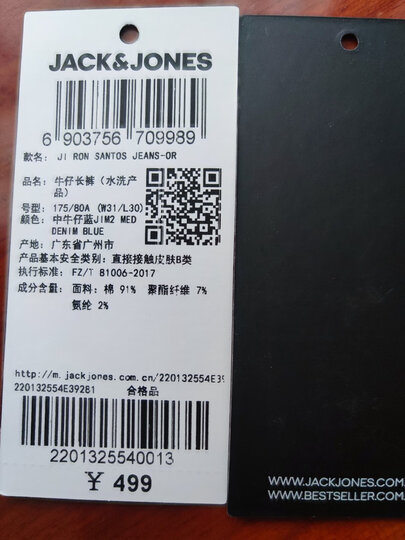 JACK&JONES
6 903756 709989
款名: JI RON SANTOS JEANS-OR
品名: 牛仔长裤（水洗产
品）
号型: 175/80A (W31/L30)
颜色: 中牛仔蓝JIM2 MED
DENIM BLUE
产地: 广东省广州市
产品基本安全类别: 直接接触皮肤B类
执行标准: FZ/T 81006-2017
成分含量: 面料: 棉 91% 聚酯纤维 7%
氨纶 2%
http://m.jackjones.com.cn/220132554E39
220132554E39281 合格品
2201325540013
¥ 499
WWW.JACKJONES.COM
WWW.BESTSELLER.COM